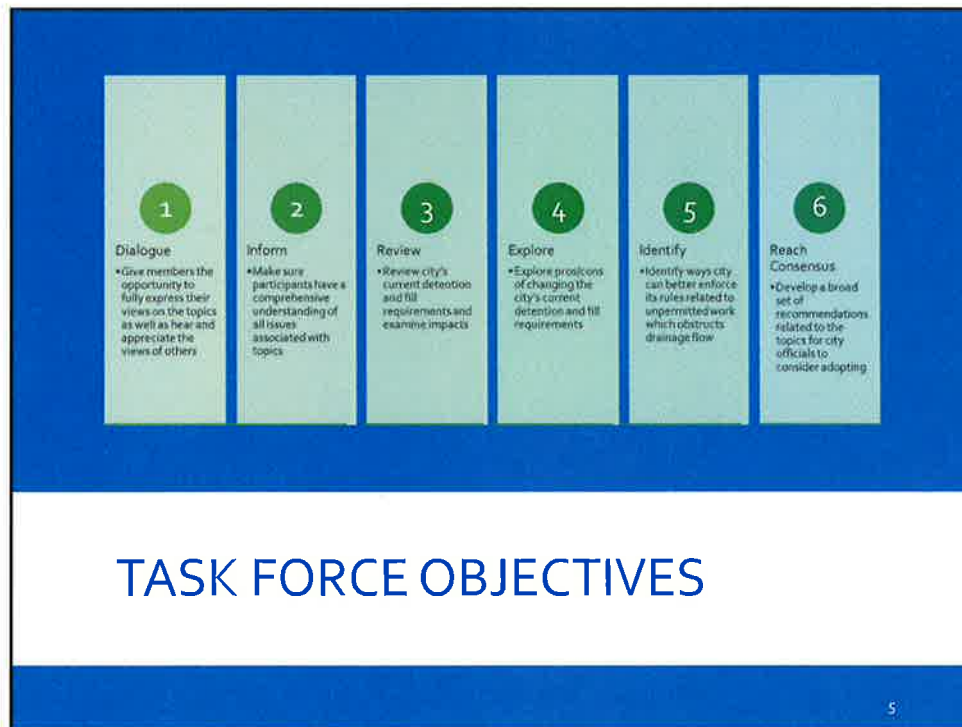 1
Dialogue
•Give members the
opportunity to
fully express their
views on the topics
as well as hear and
appreciate the
views of others
2
Inform
•Make sure
participants have a
comprehensive
understanding of
all issues
associated with
topics
3
Review
•Review city's
current detention
and fill
requirements and
examine impacts
4
Explore
•Explore pros/cons
of changing the
city's current
detention and fill
requirements
5
Identify
•Identify ways city
can better enforce
its rules related to
unpermitted work
which obstructs
drainage flow
6
Reach
Consensus
•Develop a broad
set of
recommendations
related to the
topics for city
officials to
consider adopting
TASK FORCE OBJECTIVES
5